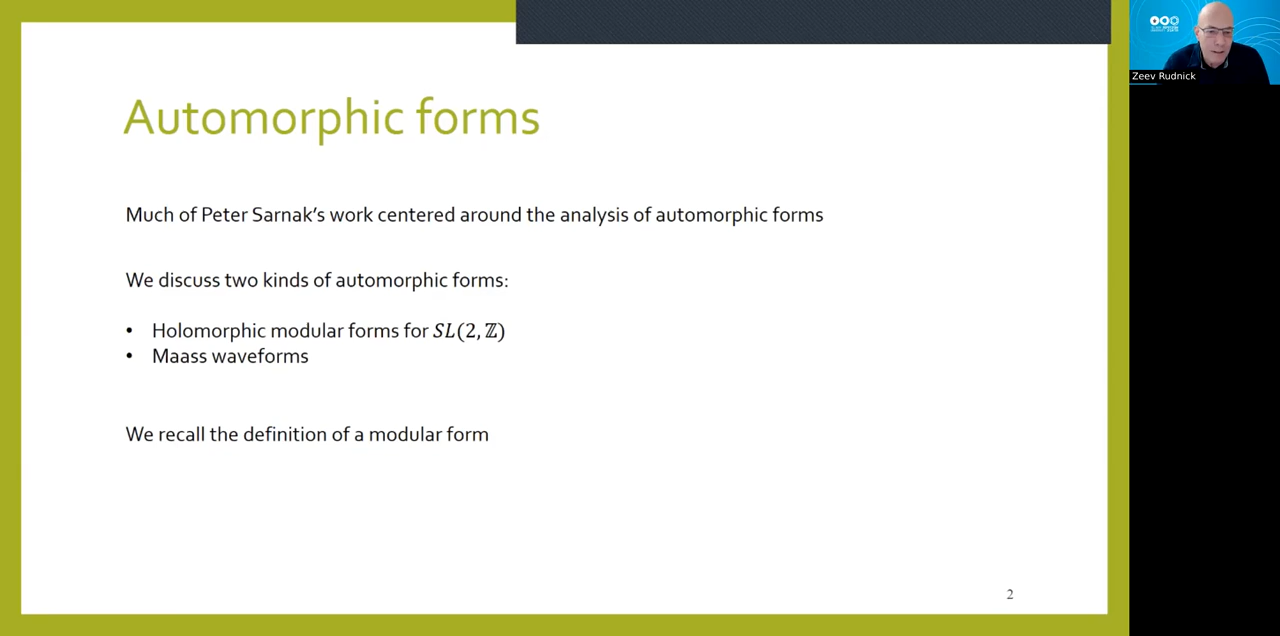 Automorphic forms
Much of Peter Sarnak's work centered around the analysis of automorphic forms
We discuss two kinds of automorphic forms:
• Holomorphic modular forms for 𝑆𝐿(2, ℤ)
• Maass waveforms
We recall the definition of a modular form
2
Zeev Rudnick